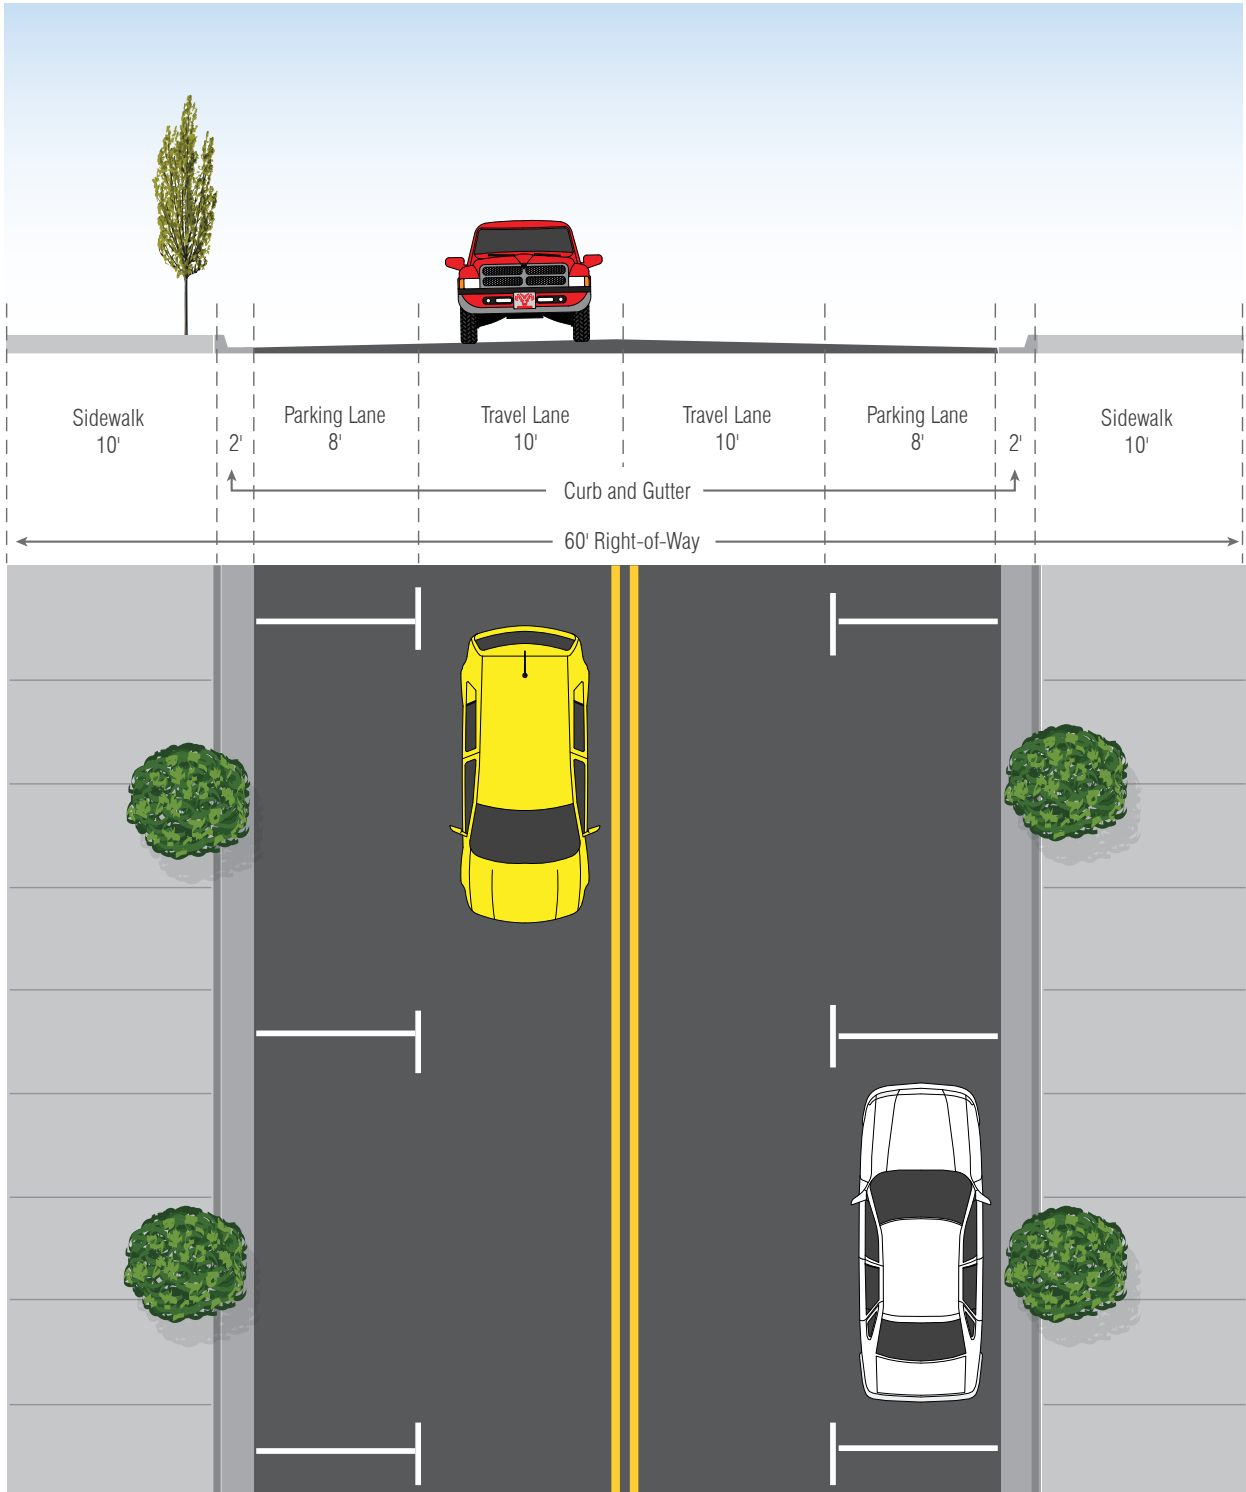 Sidewalk
10'
2'
Parking Lane
8'
Travel Lane
10'
Travel Lane
10'
Parking Lane
8'
2'
Sidewalk
10'
Curb and Gutter
60' Right-of-Way